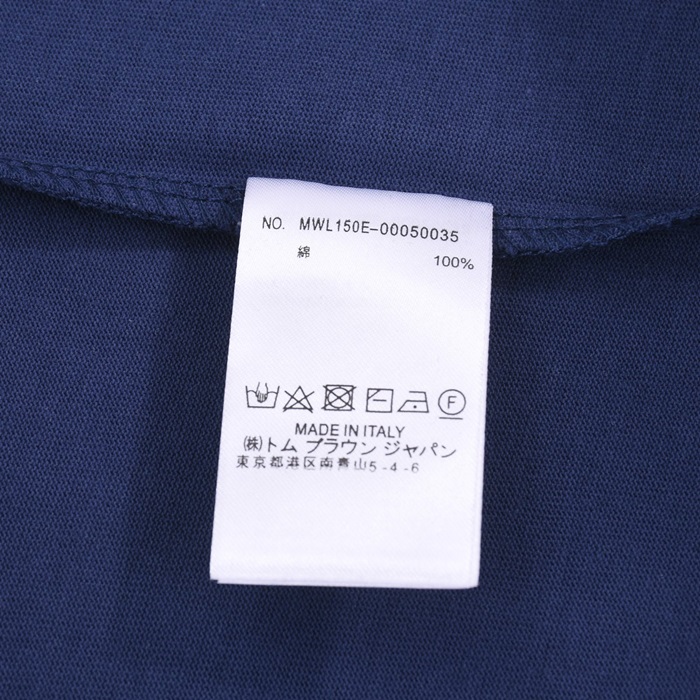 NO. MWL150E-00050035
綿 100%
F
MADE IN ITALY
㈱トム ブラウン ジャパン
東京都港区南青山5-4-6